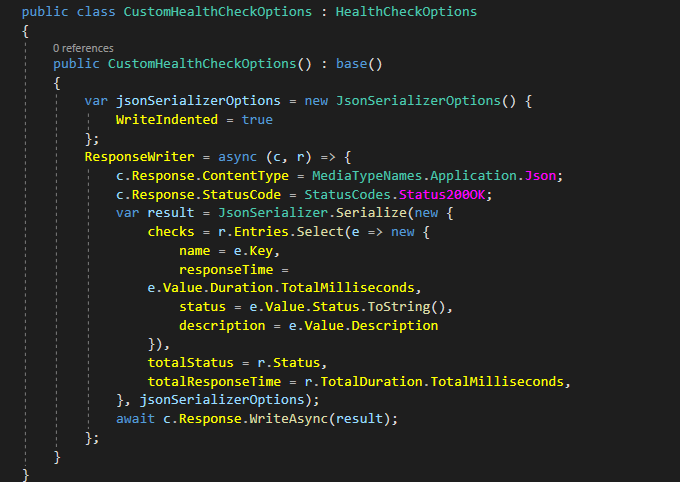 public class CustomHealthCheckOptions : HealthCheckOptions
{
0 references
public CustomHealthCheckOptions() : base()
{
var jsonSerializerOptions = new JsonSerializerOptions() {
WriteIndented = true
};
ResponseWriter = async (c, r) => {
c.Response.ContentType = MediaTypeNames.Application.Json;
c.Response.StatusCode = StatusCodes.Status200OK;
var result = JsonSerializer.Serialize(new {
checks = r.Entries.Select(e => new {
name = e.Key,
responseTime =
e.Value.Duration.TotalMilliseconds,
status = e.Value.Status.ToString(),
description = e.Value.Description
}),
totalStatus = r.Status,
totalResponseTime = r.TotalDuration.TotalMilliseconds,
}, jsonSerializerOptions);
await c.Response.WriteAsync(result);
};
}
}